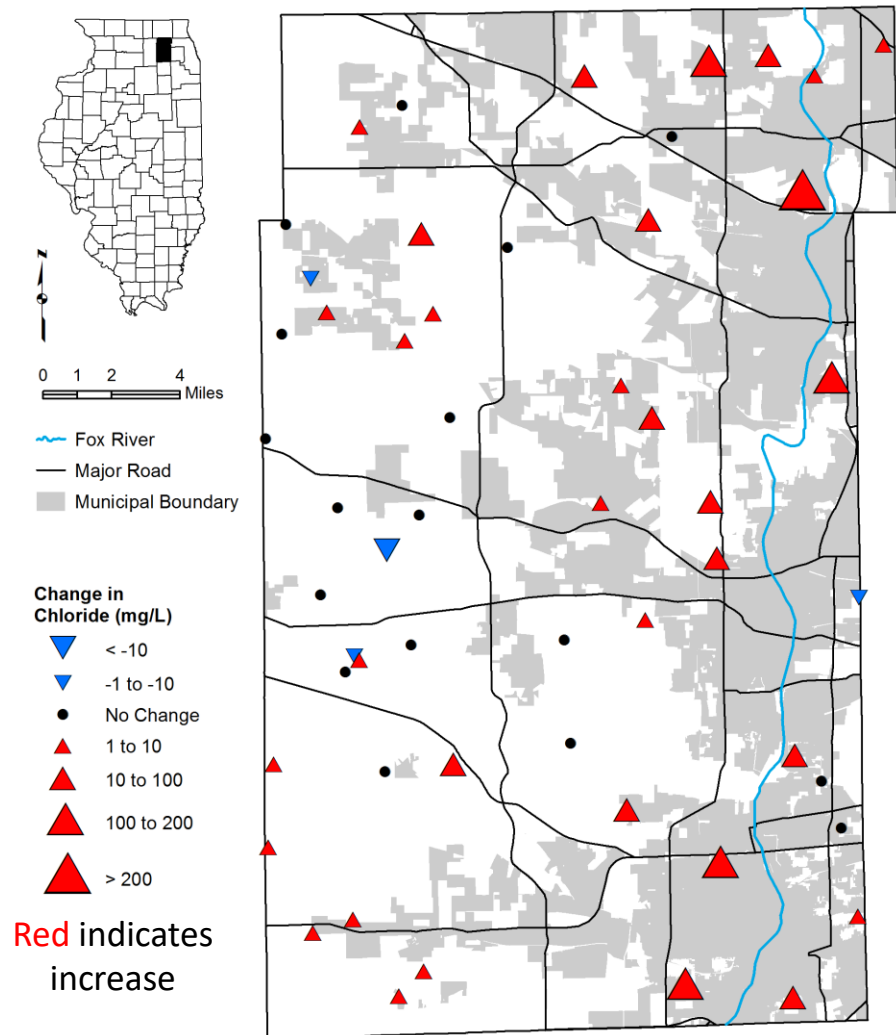 N
0 1 2 4
Miles
Fox River
Major Road
Municipal Boundary
Change in
Chloride (mg/L)
< -10
-1 to -10
No Change
1 to 10
10 to 100
100 to 200
> 200
Red indicates
increase